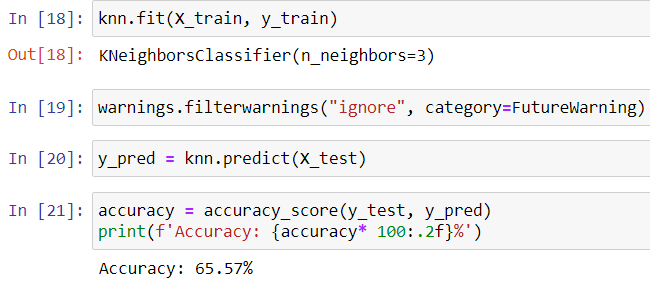 In [18]: knn.fit(X_train, y_train)
Out[18]: KNeighborsClassifier(n_neighbors=3)
In [19]: warnings.filterwarnings("ignore", category=FutureWarning)
In [20]: y_pred = knn.predict(X_test)
In [21]: accuracy = accuracy_score(y_test, y_pred)
print(f'Accuracy: {accuracy* 100:.2f}%')
Accuracy: 65.57%